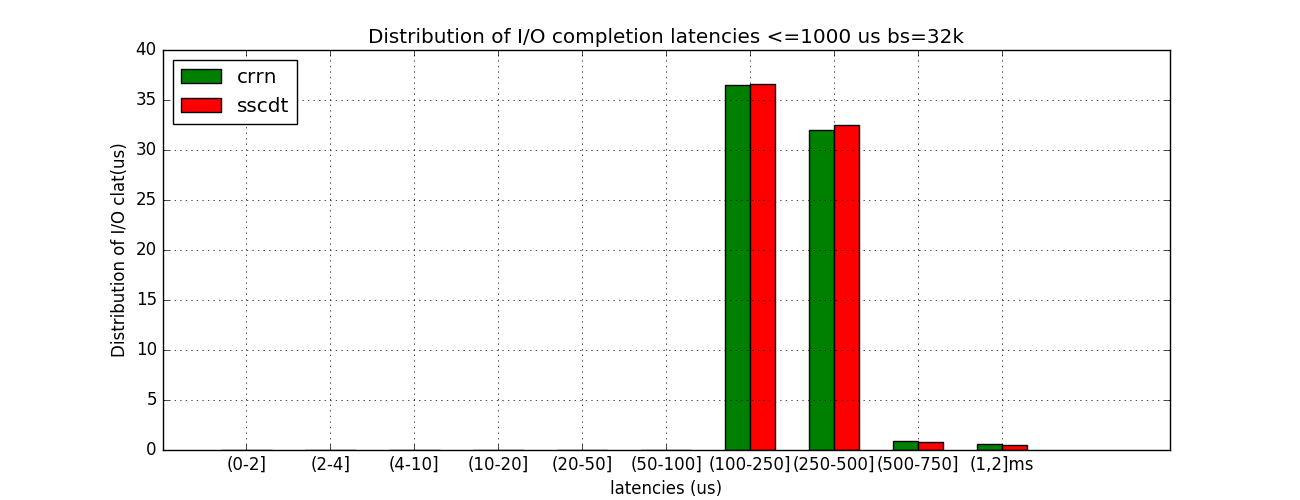 Distribution of I/O completion latencies <=1000 us bs=32k
crrn
sscdt
Distribution of I/O clat(us)
40
35
30
25
20
15
10
5
0
(0-2] (2-4] (4-10] (10-20] (20-50] (50-100] (100-250] (250-500] (500-750] (1,2]ms
latencies (us)